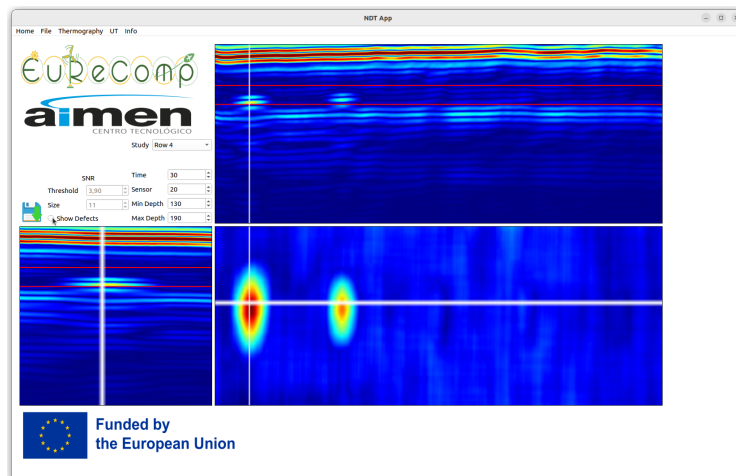 NDT App
Home File Thermography UT Info
EuReComp
aimen
CENTRO TECNOLÓGICO
Study Row 4
SNR
Time 30
Threshold 3,90
Sensor 20
Size 11
Min Depth 130
Show Defects
Max Depth 190
Funded by
the European Union